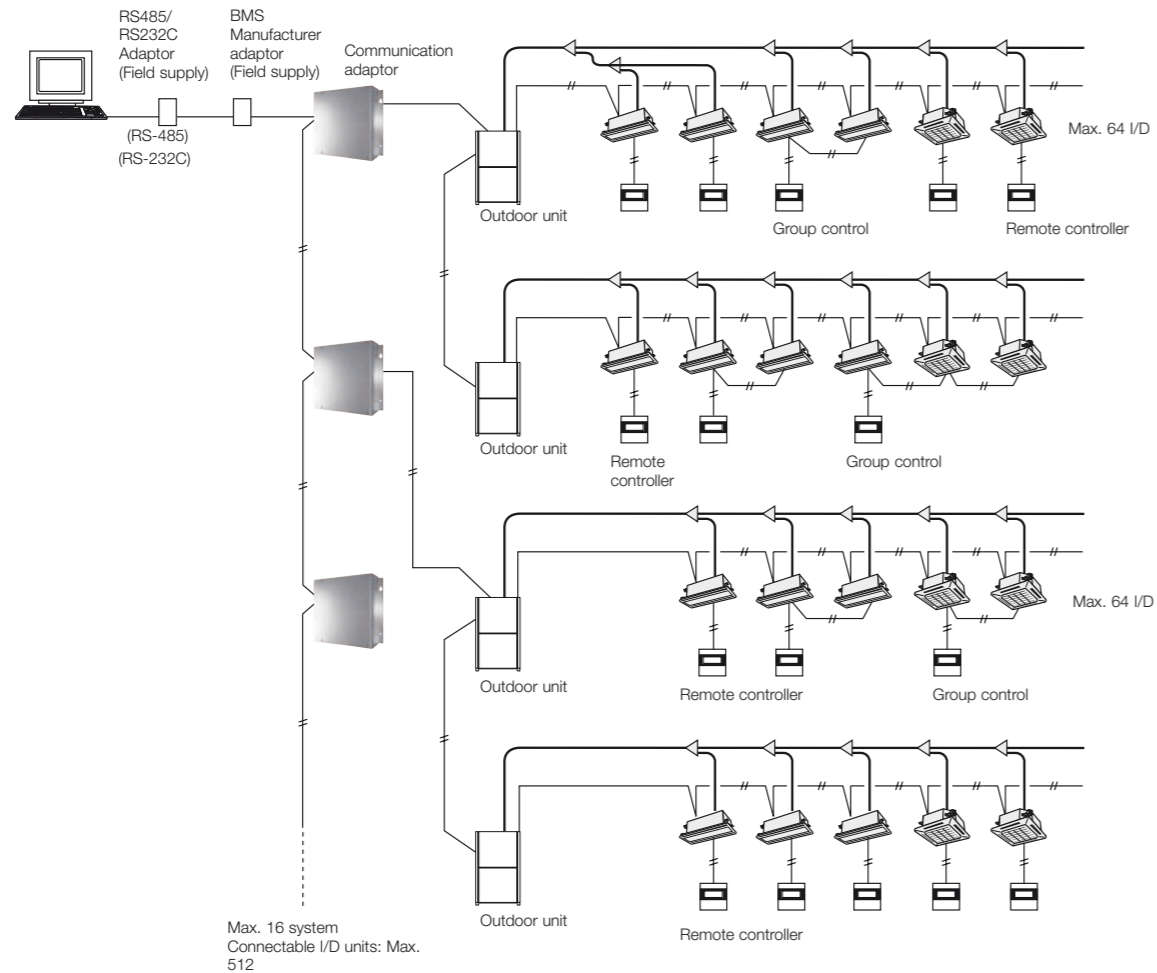 RS485/
RS232C
Adaptor
(Field supply)
BMS
Manufacturer
adaptor
(Field supply)
Communication
adaptor
(RS-485)
(RS-232C)
Max. 64 I/D
Outdoor unit
Group control
Remote controller
Outdoor unit
Remote
controller
Group control
Max. 64 I/D
Outdoor unit
Remote controller
Group control
Outdoor unit
Remote controller
Max. 16 system
Connectable I/D units: Max.
512